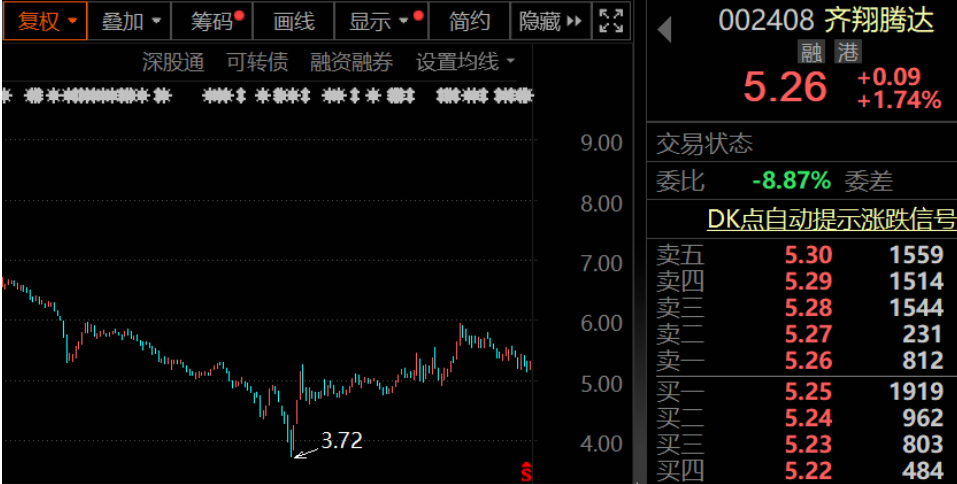 复权 叠加 筹码 画线 显示 简约 隐藏
深股通 可转债 融资融券 设置均线
9.00
8.00
7.00
6.00
5.00
4.00
3.72
S
002408 齐翔腾达
融 港
5.26 +0.09
+1.74%
交易状态
委比 -8.87% 委差
DK点自动提示涨跌信号
卖五 5.30 1559
卖四 5.29 1514
卖三 5.28 1544
卖二 5.27 231
卖一 5.26 812
买一 5.25 1919
买二 5.24 962
买三 5.23 803
买四 5.22 484